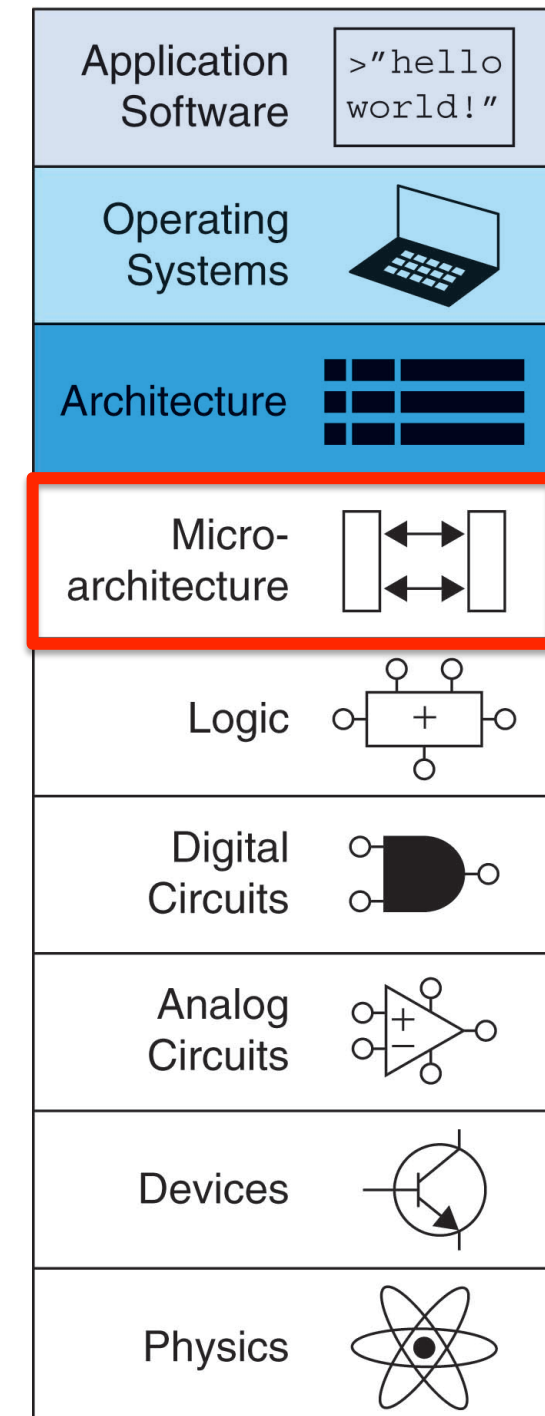 Application
Software
>"hello
world!"
Operating
Systems
Architecture
Micro-
architecture
Logic
+
Digital
Circuits
Analog
Circuits
+
−
Devices
Physics